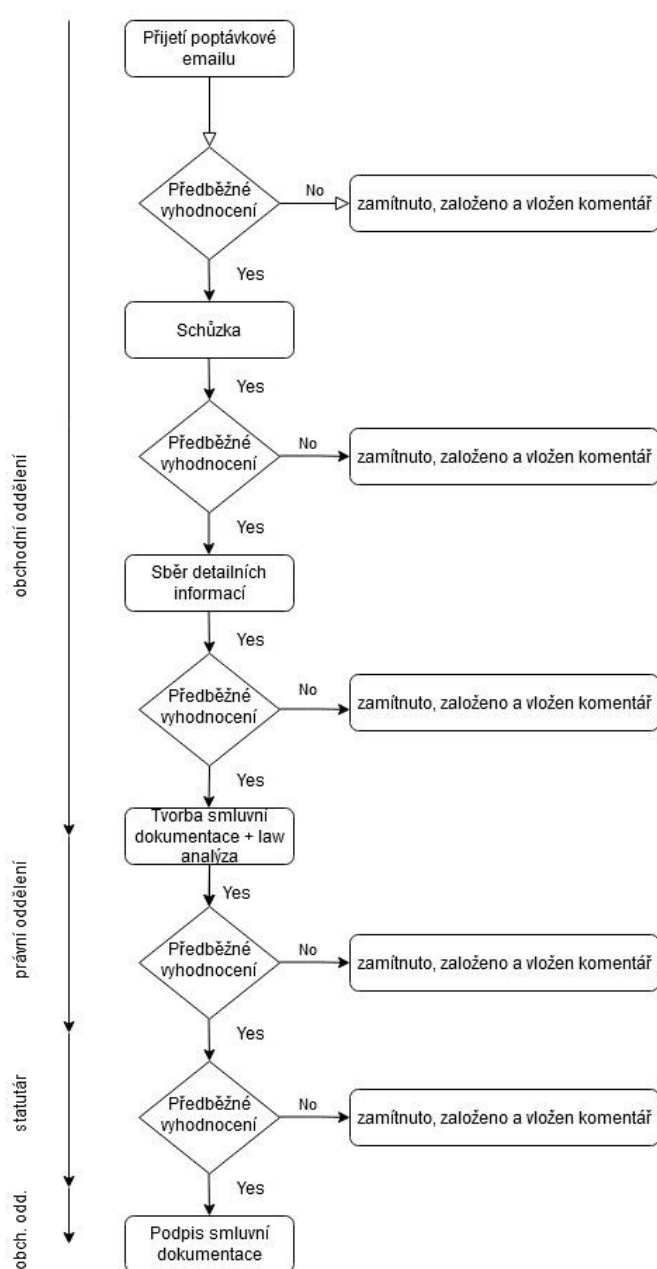 Přijetí poptávkové
emailu
Předběžné
vyhodnocení
No
zamítnuto, založeno a vložen komentář
Yes
Schůzka
Yes
Předběžné
vyhodnocení
No
zamítnuto, založeno a vložen komentář
Yes
Sběr detailních
informací
Yes
Předběžné
vyhodnocení
No
zamítnuto, založeno a vložen komentář
Yes
obchodní oddělení
Tvorba smluvní
dokumentace + law
analýza
Yes
Předběžné
vyhodnocení
No
zamítnuto, založeno a vložen komentář
právní oddělení
Yes
Předběžné
vyhodnocení
No
zamítnuto, založeno a vložen komentář
statutár
Yes
Podpis smluvní
dokumentace
obch. odd.